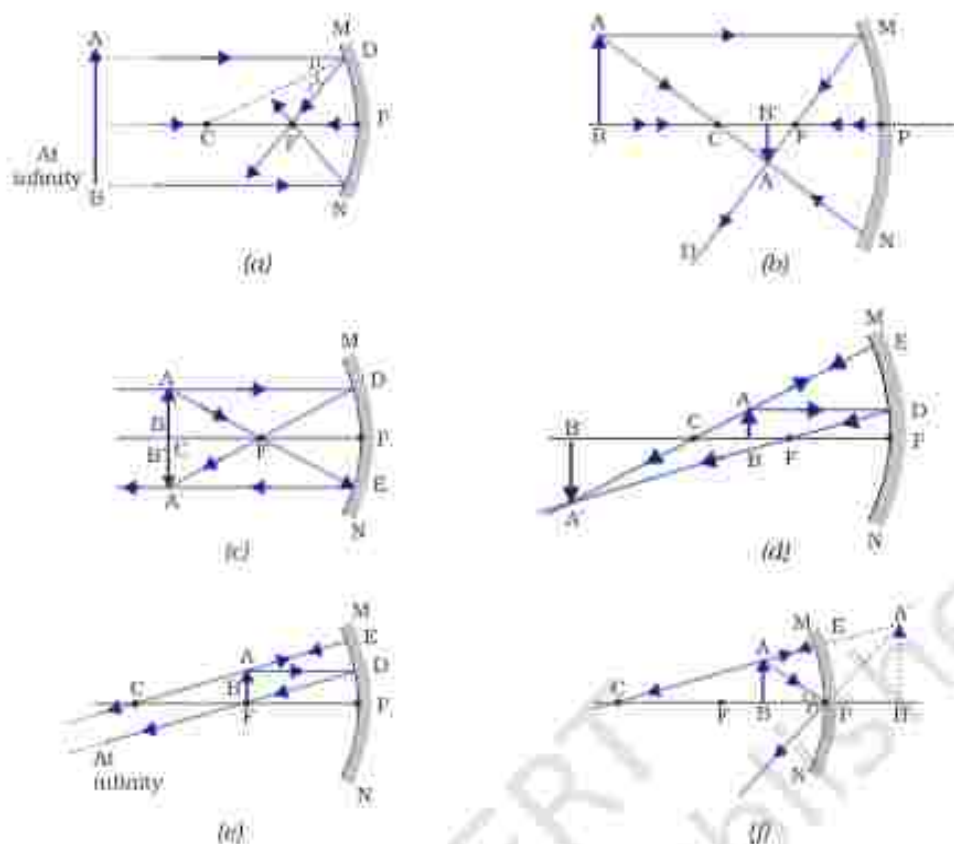 A M D
C F P
At
infinity
B N
(a)
A M
B C B' F P
A
N
D
(b)
M
A D
B
F P
B' C
A E
N
(c)
M E
A D
B C
B F P
A'
N
(d)
M
E
A D
C B
F P
At
infinity
N
(e)
M E A
A
C
F B P B'
N
(f)